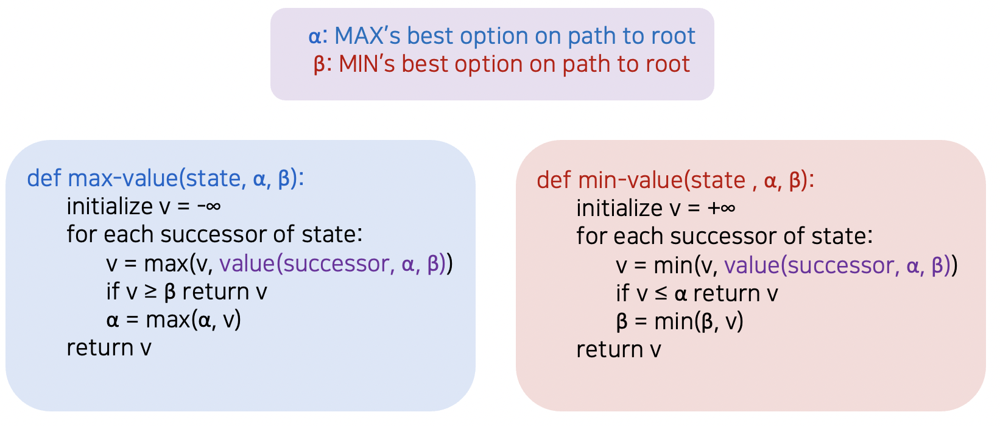 α: MAX's best option on path to root
β: MIN's best option on path to root
def max-value(state, α, β):
initialize v = -∞
for each successor of state:
v = max(v, value(successor, α, β))
if v ≥ β return v
α = max(α, v)
return v
def min-value(state , α, β):
initialize v = +∞
for each successor of state:
v = min(v, value(successor, α, β))
if v ≤ α return v
β = min(β, v)
return v